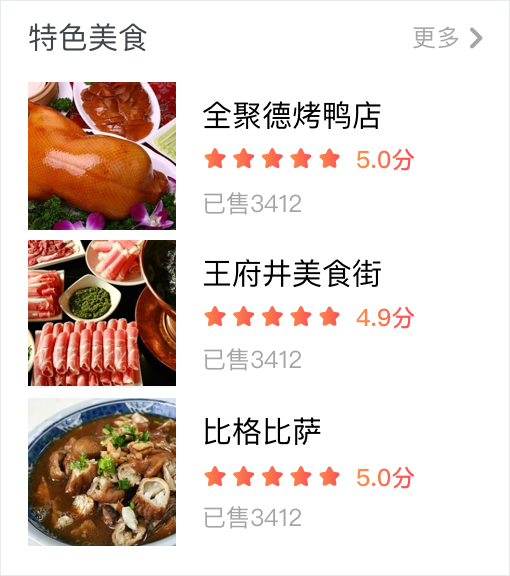 特色美食
更多
全聚德烤鸭店
5.0分
已售3412
王府井美食街
4.9分
已售3412
比格比萨
5.0分
已售3412